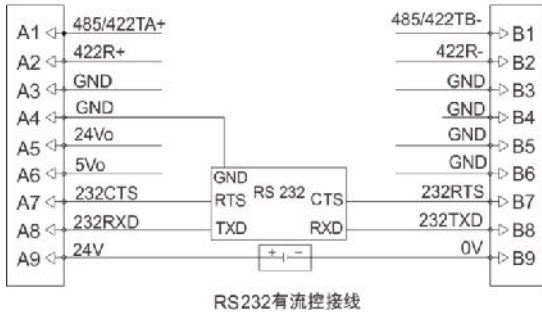 A1 485/422TA+ 485/422TB- B1
A2 422R+ 422R- B2
A3 GND GND B3
A4 GND GND B4
A5 24Vo GND B5
A6 5Vo GND B6
GND
A7 232CTS RTS RS 232 CTS 232RTS B7
A8 232RXD TXD RXD 232TXD B8
A9 24V + - 0V B9
RS232有流控接线